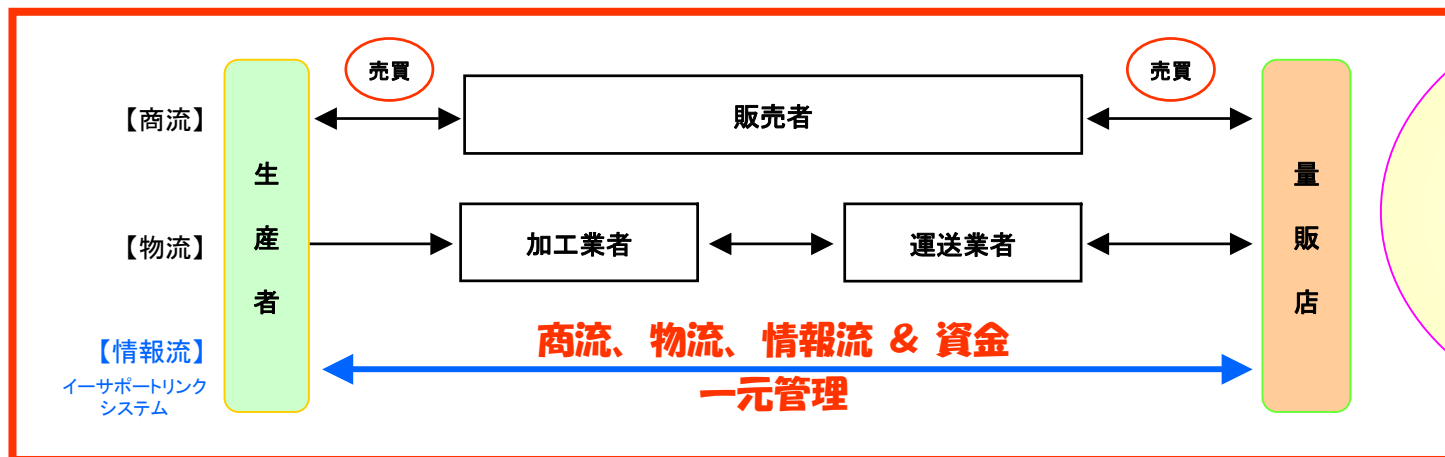 売買
売買
【商流】
販売者
生産者
量販店
【物流】
加工業者
運送業者
【情報流】
イーサポートリンク
システム
商流、物流、情報流 & 資金
一元管理